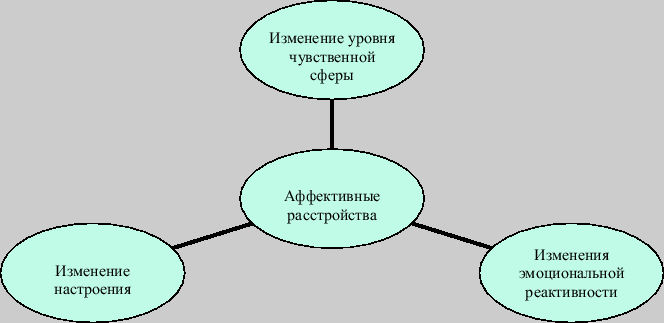 Изменение уровня
чувственной
сферы
Аффективные
расстройства
Изменение
настроения
Изменения
эмоциональной
реактивности